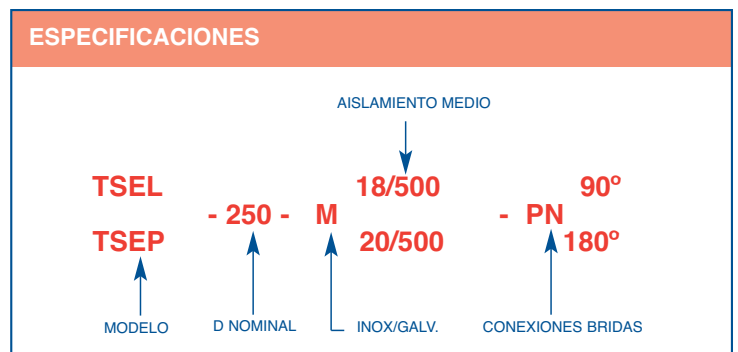 ESPECIFICACIONES
AISLAMIENTO MEDIO
TSEL 18/500 90º
- 250 - M - PN
TSEP 20/500 180º
MODELO D NOMINAL INOX/GALV. CONEXIONES BRIDAS